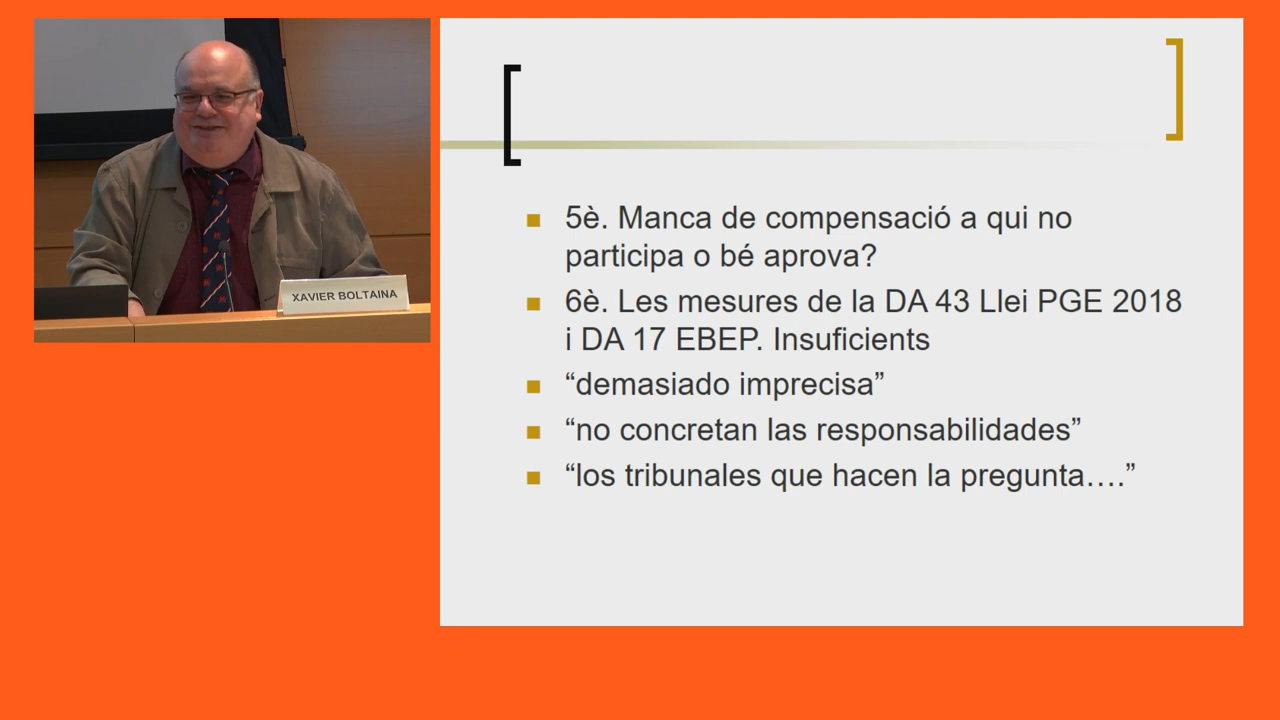 XAVIER BOLTAINA
5è. Manca de compensació a qui no
participa o bé aprova?
6è. Les mesures de la DA 43 Llei PGE 2018
i DA 17 EBEP. Insuficients
“demasiado imprecisa”
“no concretan las responsabilidades”
“los tribunales que hacen la pregunta….”